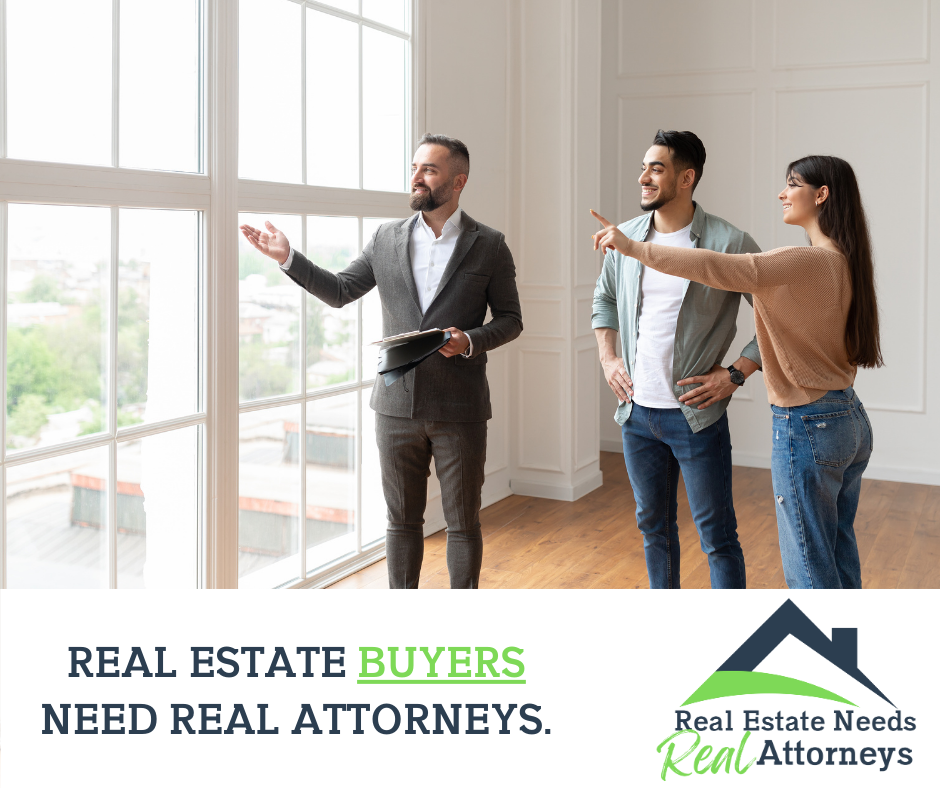 REAL ESTATE BUYERS
NEED REAL ATTORNEYS.
Real Estate Needs
Real Attorneys